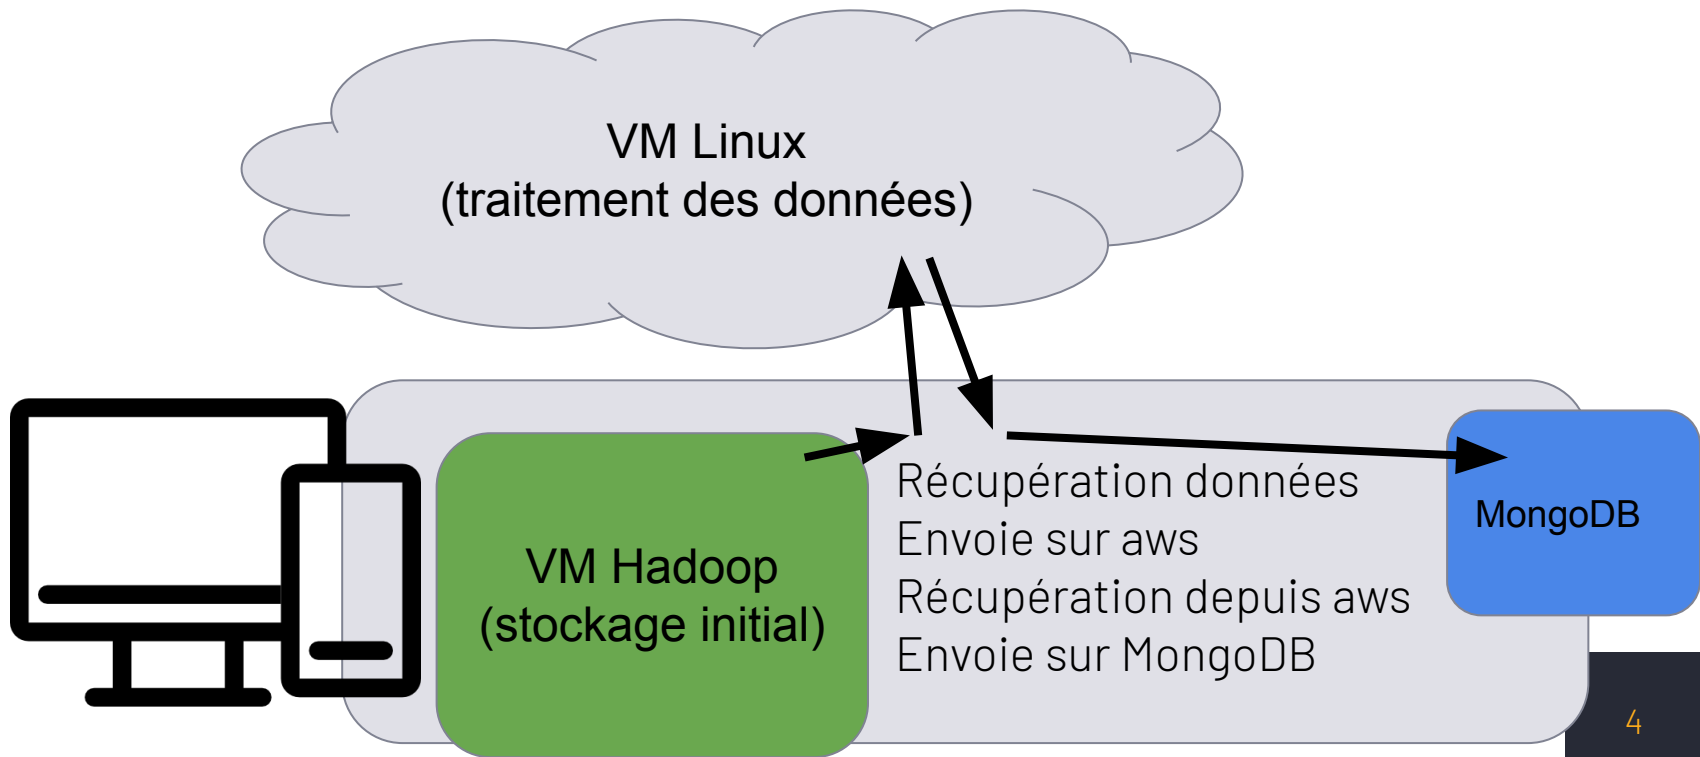 VM Linux
(traitement des données)
VM Hadoop
(stockage initial)
Récupération données
Envoie sur aws
Récupération depuis aws
Envoie sur MongoDB
MongoDB
4